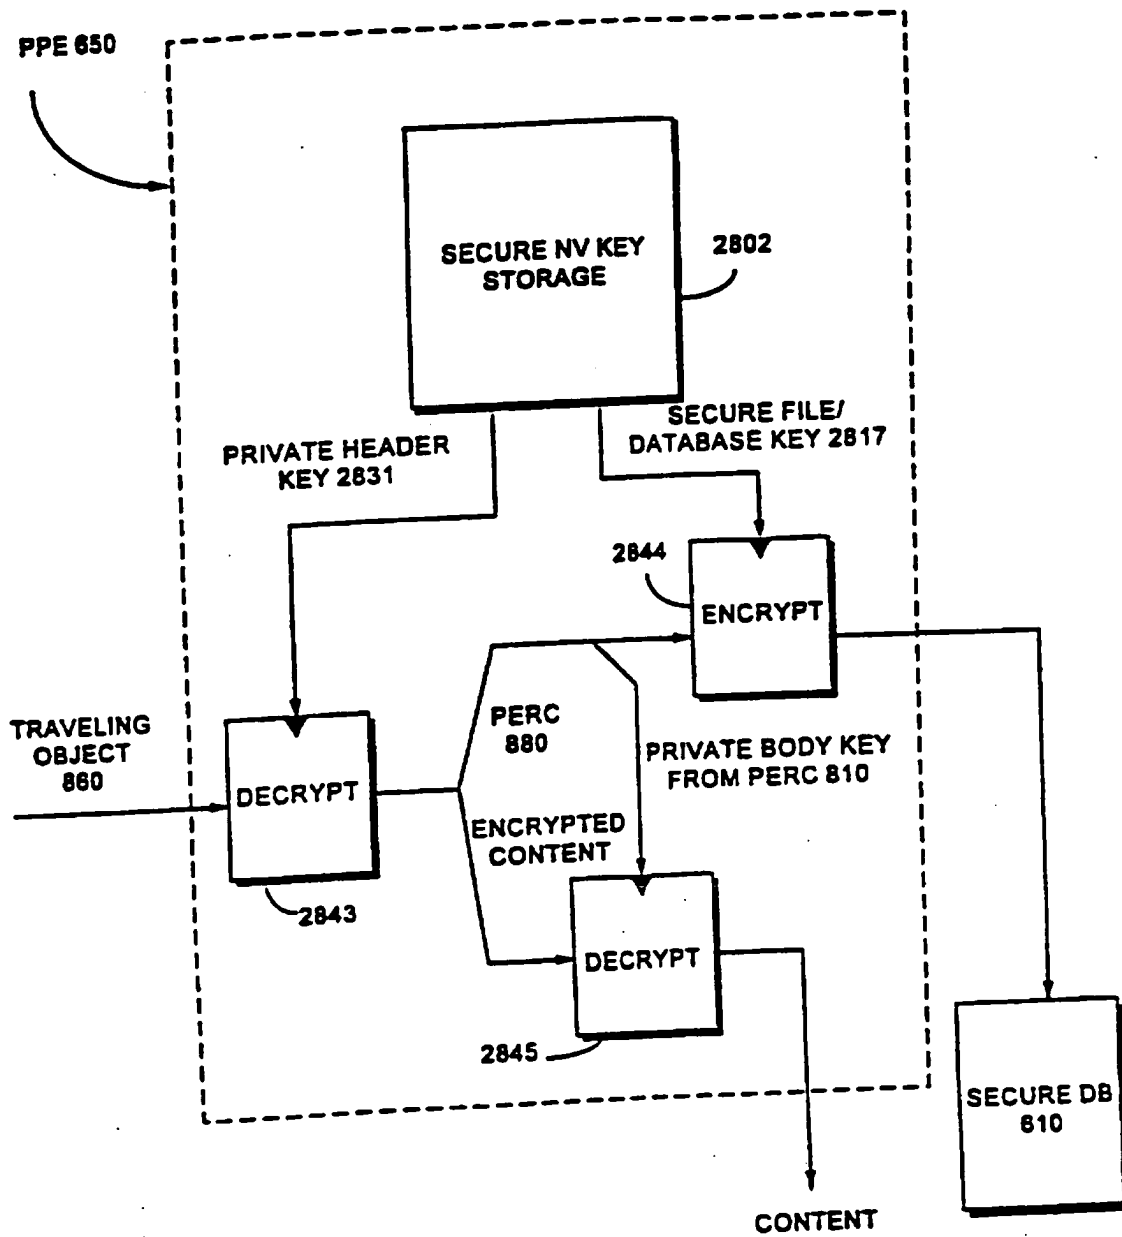 PPE 650
SECURE NV KEY
STORAGE
2802
PRIVATE HEADER
KEY 2831
SECURE FILE/
DATABASE KEY 2817
2844
ENCRYPT
TRAVELING
OBJECT
860
DECRYPT
2843
PERC
880
PRIVATE BODY KEY
FROM PERC 810
ENCRYPTED
CONTENT
DECRYPT
2845
SECURE DB
610
CONTENT